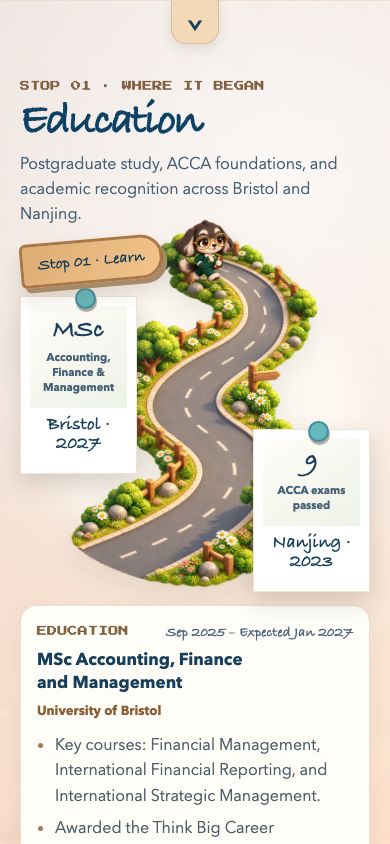 STOP 01 · WHERE IT BEGAN
Education
Postgraduate study, ACCA foundations, and
academic recognition across Bristol and
Nanjing.
Stop 01 · Learn
MSc
Accounting,
Finance &
Management
Bristol ·
2027
9
ACCA exams
passed
Nanjing ·
2023
EDUCATION
Sep 2025 – Expected Jan 2027
MSc Accounting, Finance
and Management
University of Bristol
• Key courses: Financial Management,
International Financial Reporting, and
International Strategic Management.
• Awarded the Think Big Career